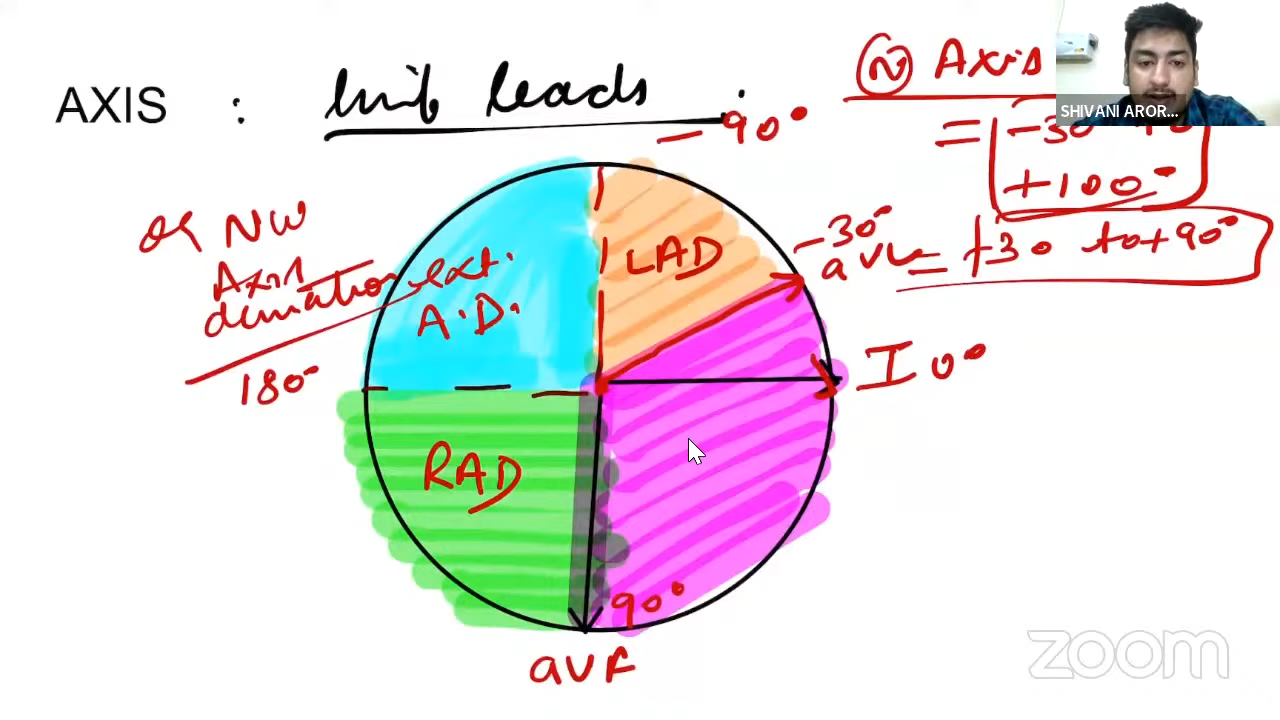 AXIS : limb leads .
Ⓝ Axis
SHIVANI AROR...
= -30 to
+100°
= +30 to +90°
-90°
-30°
aVL
I 0°
LAD
or NW
Axis
deviation
ext.
A.D.
180°
RAD
90°
aVF
zoom